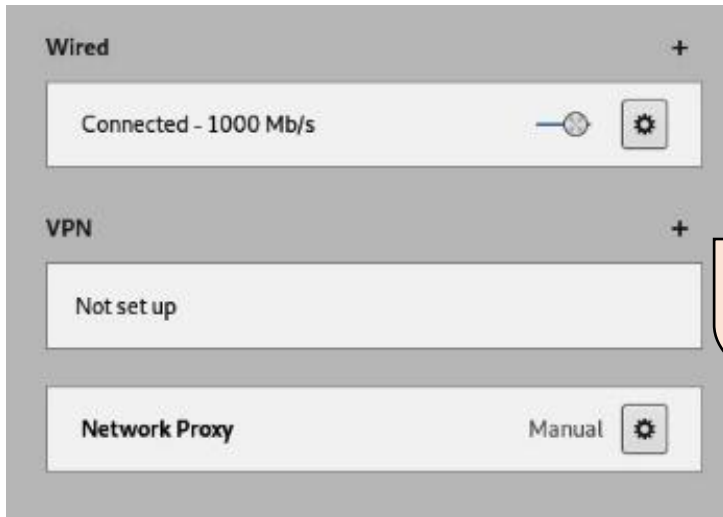 Wired +
Connected - 1000 Mb/s
VPN +
Not set up
Network Proxy Manual